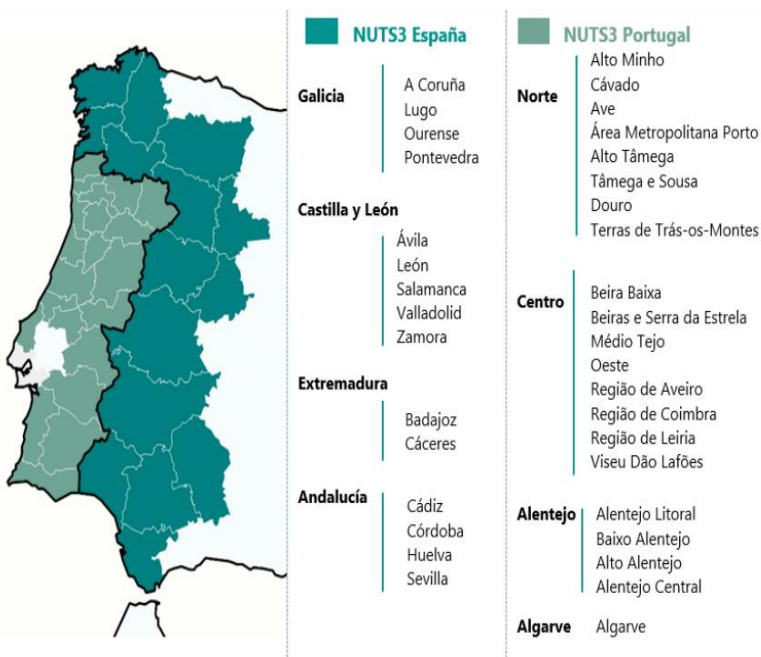 NUTS3 España
Galicia
A Coruña
Lugo
Ourense
Pontevedra
Castilla y León
Ávila
León
Salamanca
Valladolid
Zamora
Extremadura
Badajoz
Cáceres
Andalucía
Cádiz
Córdoba
Huelva
Sevilla
NUTS3 Portugal
Norte
Alto Minho
Cávado
Ave
Área Metropolitana Porto
Alto Tâmega
Tâmega e Sousa
Douro
Terras de Trás-os-Montes
Centro
Beira Baixa
Beiras e Serra da Estrela
Médio Tejo
Oeste
Região de Aveiro
Região de Coimbra
Região de Leiria
Viseu Dão Lafões
Alentejo
Alentejo Litoral
Baixo Alentejo
Alto Alentejo
Alentejo Central
Algarve
Algarve